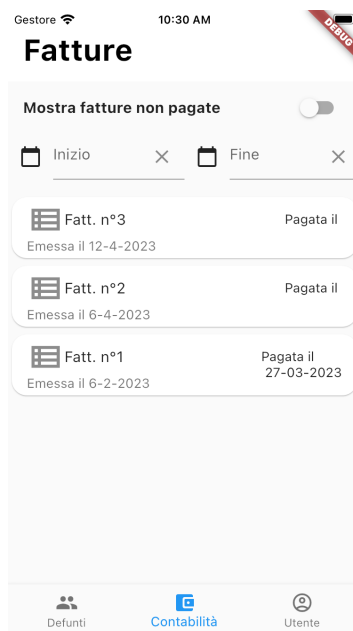 Gestore 10:30 AM
DEBUG
Fatture
Mostra fatture non pagate
Inizio Fine
Fatt. n°3 Pagata il
Emessa il 12-4-2023
Fatt. n°2 Pagata il
Emessa il 6-4-2023
Fatt. n°1 Pagata il
27-03-2023
Emessa il 6-2-2023
Defunti Contabilità Utente